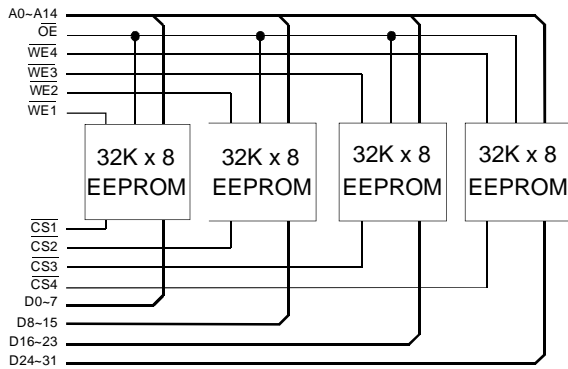 A0~A14
OE
WE4
WE3
WE2
WE1
32K x 8
EEPROM
32K x 8
EEPROM
32K x 8
EEPROM
32K x 8
EEPROM
CS1
CS2
CS3
CS4
D0~7
D8~15
D16~23
D24~31